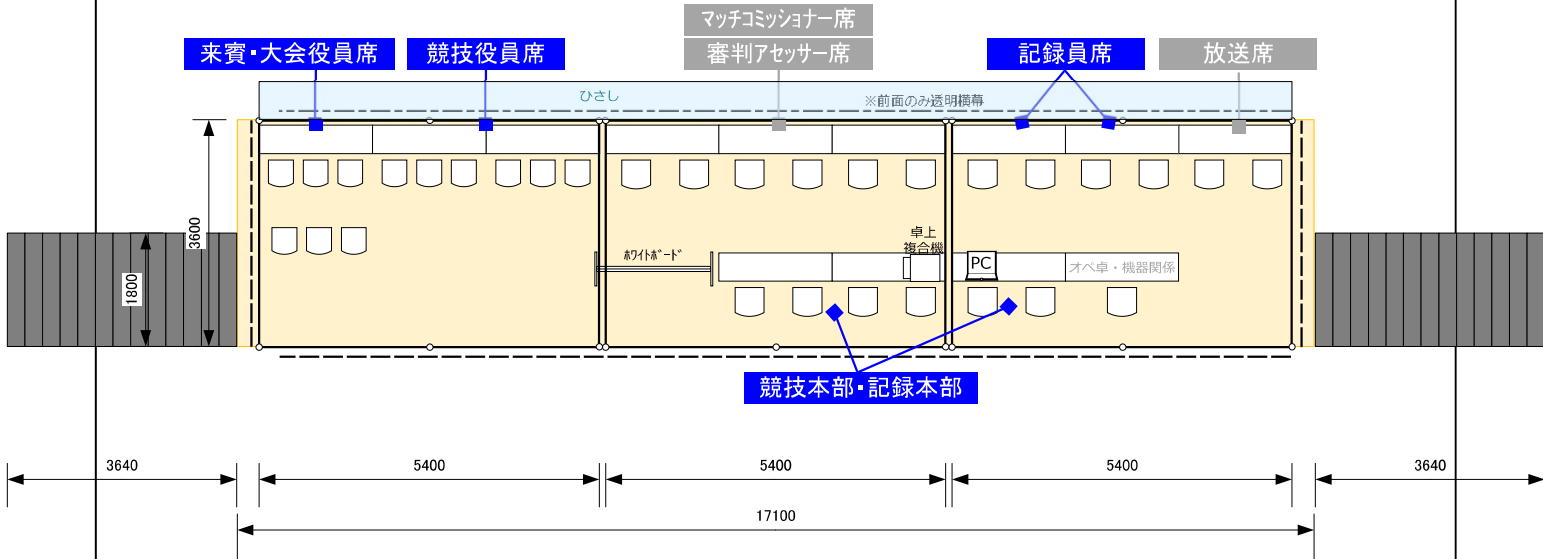 マッチコミッショナー席
来賓・大会役員席
競技役員席
審判アセッサー席
記録員席
放送席
ひさし
※前面のみ透明横幕
3600
1800
卓上
複合機
ホワイトボード
PC
オペ卓・機器関係
競技本部・記録本部
3640
5400
5400
5400
3640
17100